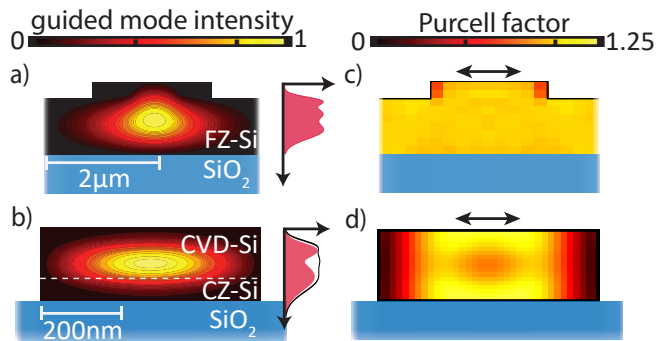 guided mode intensity
0
1
Purcell factor
0
1.25
a)
FZ-Si
SiO2
2μm
c)
b)
CVD-Si
CZ-Si
SiO2
200nm
d)